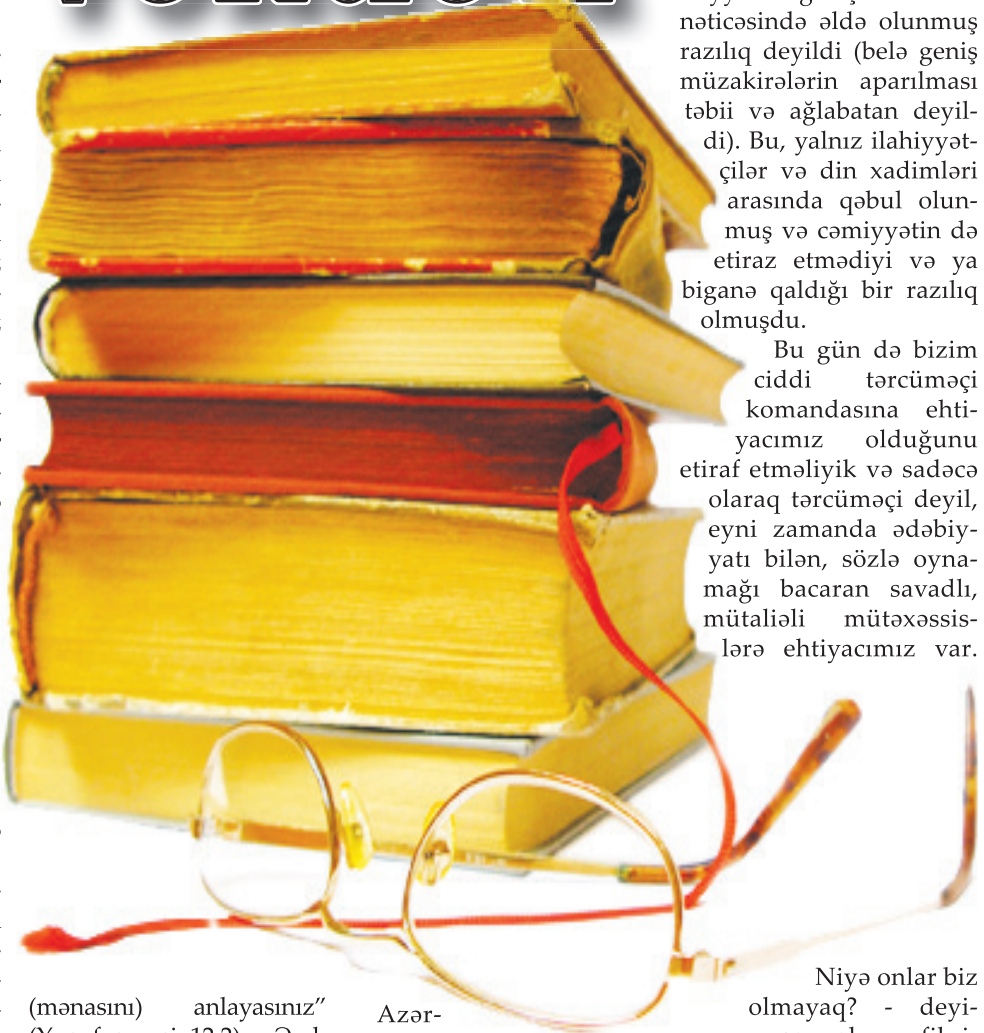 nəticəsində əldə olunmuş
razılıq deyildi (belə geniş
müzakirələrin aparılması
təbii və ağlabatan deyil-
di). Bu, yalnız ilahiyyət-
çilər və din xadimləri
arasında qəbul olun-
muş və cəmiyyətin də
etiraz etmədiyi və ya
biganə qaldığı bir razılıq
olmuşdu.
Bu gün də bizim
ciddi tərcüməçi
komandasına ehti-
yacımız olduğunu
etiraf etməliyik və sadəcə
olaraq tərcüməçi deyil,
eyni zamanda ədəbiy-
yatı bilən, sözlə oyna-
mağı bacaran savadlı,
mütaliəli mütəxəssis-
lərə ehtiyacımız var.
(mənasını) anlayasınız”
Azər-
Niyə onlar biz
olmayaq? - deyi-